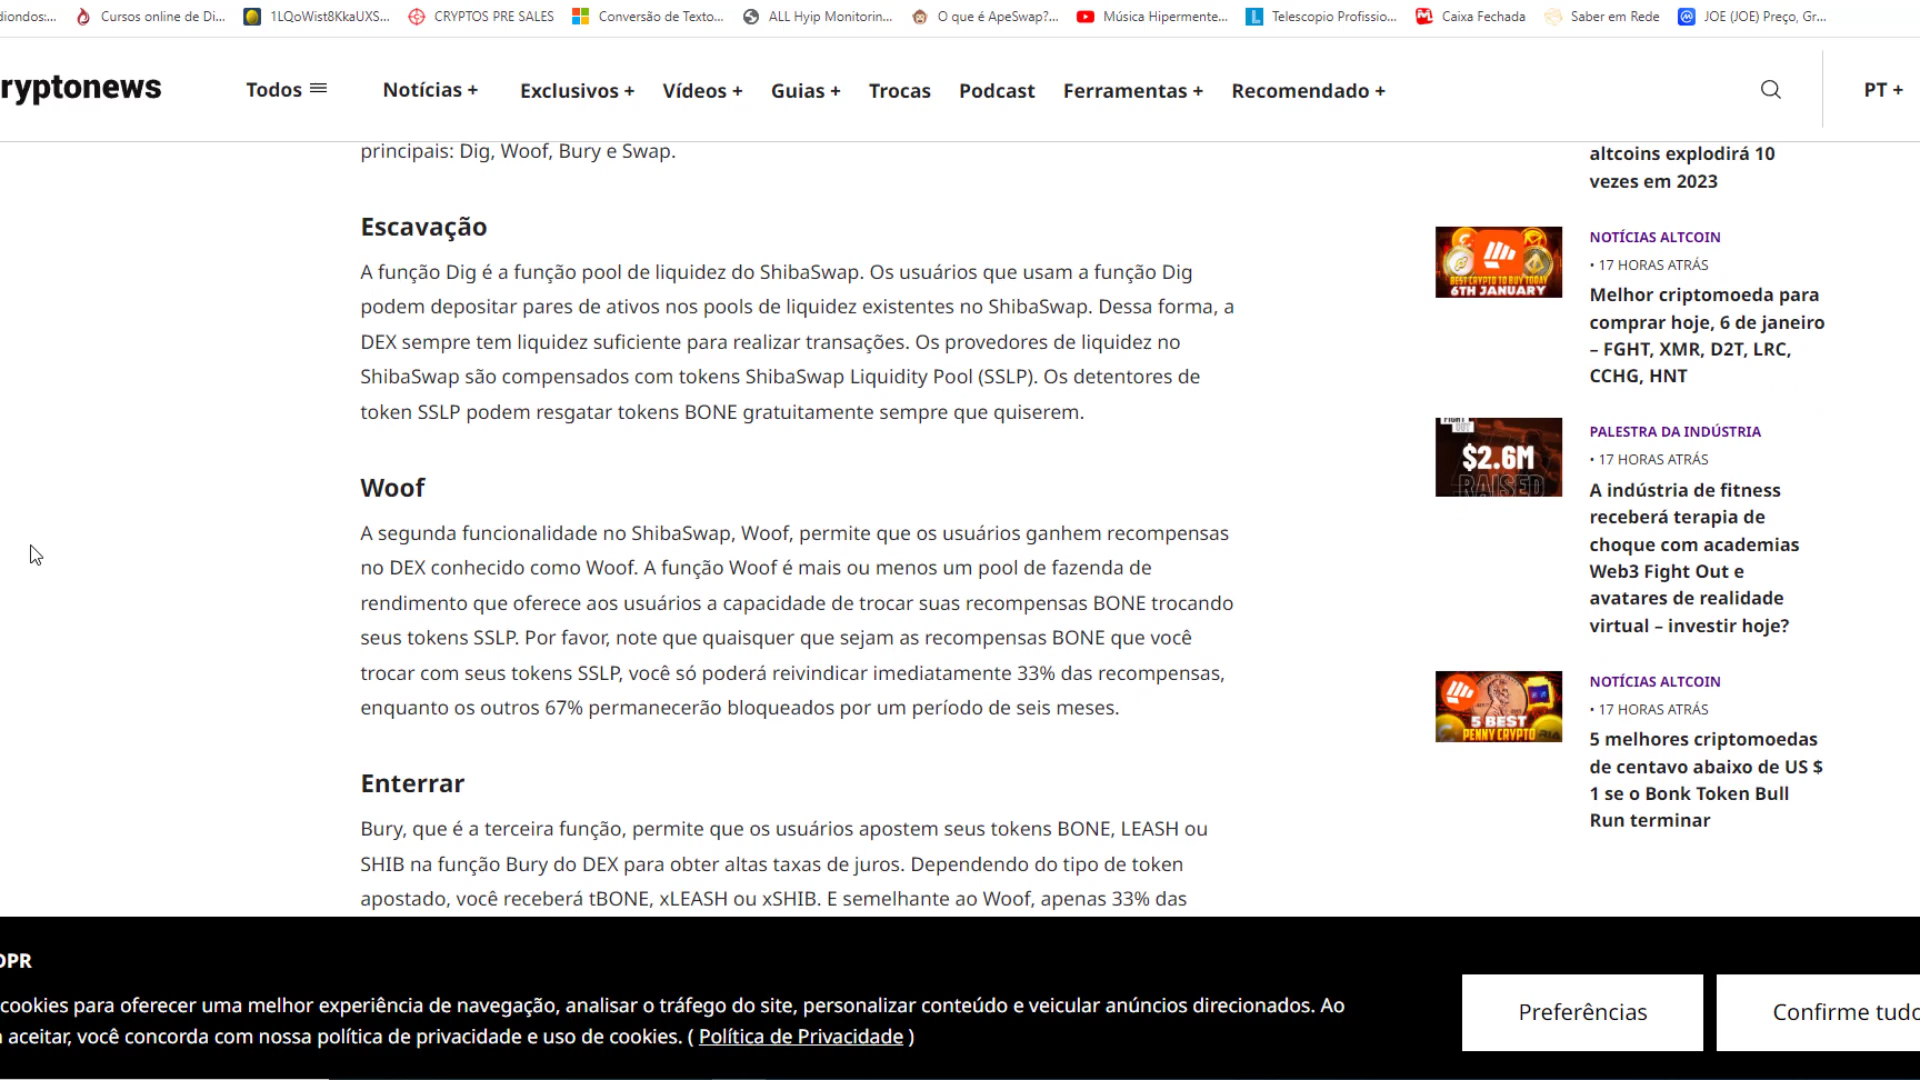 diondos:...
Cursos online de Di...
1LQoWist8KkaUXS...
CRYPTOS PRE SALES
Conversão de Texto...
ALL Hyip Monitorin...
O que é ApeSwap?...
Música Hipermente...
Telescopio Profissio...
Caixa Fechada
Saber em Rede
JOE (JOE) Preço, Gr...
ryptonews
Todos
Notícias +
Exclusivos +
Vídeos +
Guias +
Trocas
Podcast
Ferramentas +
Recomendado +
PT +
principais: Dig, Woof, Bury e Swap.
Escavação
A função Dig é a função pool de liquidez do ShibaSwap. Os usuários que usam a função Dig
podem depositar pares de ativos nos pools de liquidez existentes no ShibaSwap. Dessa forma, a
DEX sempre tem liquidez suficiente para realizar transações. Os provedores de liquidez no
ShibaSwap são compensados com tokens ShibaSwap Liquidity Pool (SSLP). Os detentores de
token SSLP podem resgatar tokens BONE gratuitamente sempre que quiserem.
Woof
A segunda funcionalidade no ShibaSwap, Woof, permite que os usuários ganhem recompensas
no DEX conhecido como Woof. A função Woof é mais ou menos um pool de fazenda de
rendimento que oferece aos usuários a capacidade de trocar suas recompensas BONE trocando
seus tokens SSLP. Por favor, note que quaisquer que sejam as recompensas BONE que você
trocar com seus tokens SSLP, você só poderá reivindicar imediatamente 33% das recompensas,
enquanto os outros 67% permanecerão bloqueados por um período de seis meses.
Enterrar
Bury, que é a terceira função, permite que os usuários apostem seus tokens BONE, LEASH ou
SHIB na função Bury do DEX para obter altas taxas de juros. Dependendo do tipo de token
apostado, você receberá tBONE, xLEASH ou xSHIB. E semelhante ao Woof, apenas 33% das
altcoins explodirá 10
vezes em 2023
BEST CRYPTO TO BUY TODAY
6TH JANUARY
NOTÍCIAS ALTCOIN
• 17 HORAS ATRÁS
Melhor criptomoeda para
comprar hoje, 6 de janeiro
– FGHT, XMR, D2T, LRC,
CCHG, HNT
FIGHT
OUT
$2.6M
RAISED
PALESTRA DA INDÚSTRIA
• 17 HORAS ATRÁS
A indústria de fitness
receberá terapia de
choque com academias
Web3 Fight Out e
avatares de realidade
virtual – investir hoje?
5 BEST
PENNY CRYPTO
NOTÍCIAS ALTCOIN
• 17 HORAS ATRÁS
5 melhores criptomoedas
de centavo abaixo de US $
1 se o Bonk Token Bull
Run terminar
DPR
cookies para oferecer uma melhor experiência de navegação, analisar o tráfego do site, personalizar conteúdo e veicular anúncios direcionados. Ao
aceitar, você concorda com nossa política de privacidade e uso de cookies. ( Política de Privacidade )
Preferências
Confirme tudo